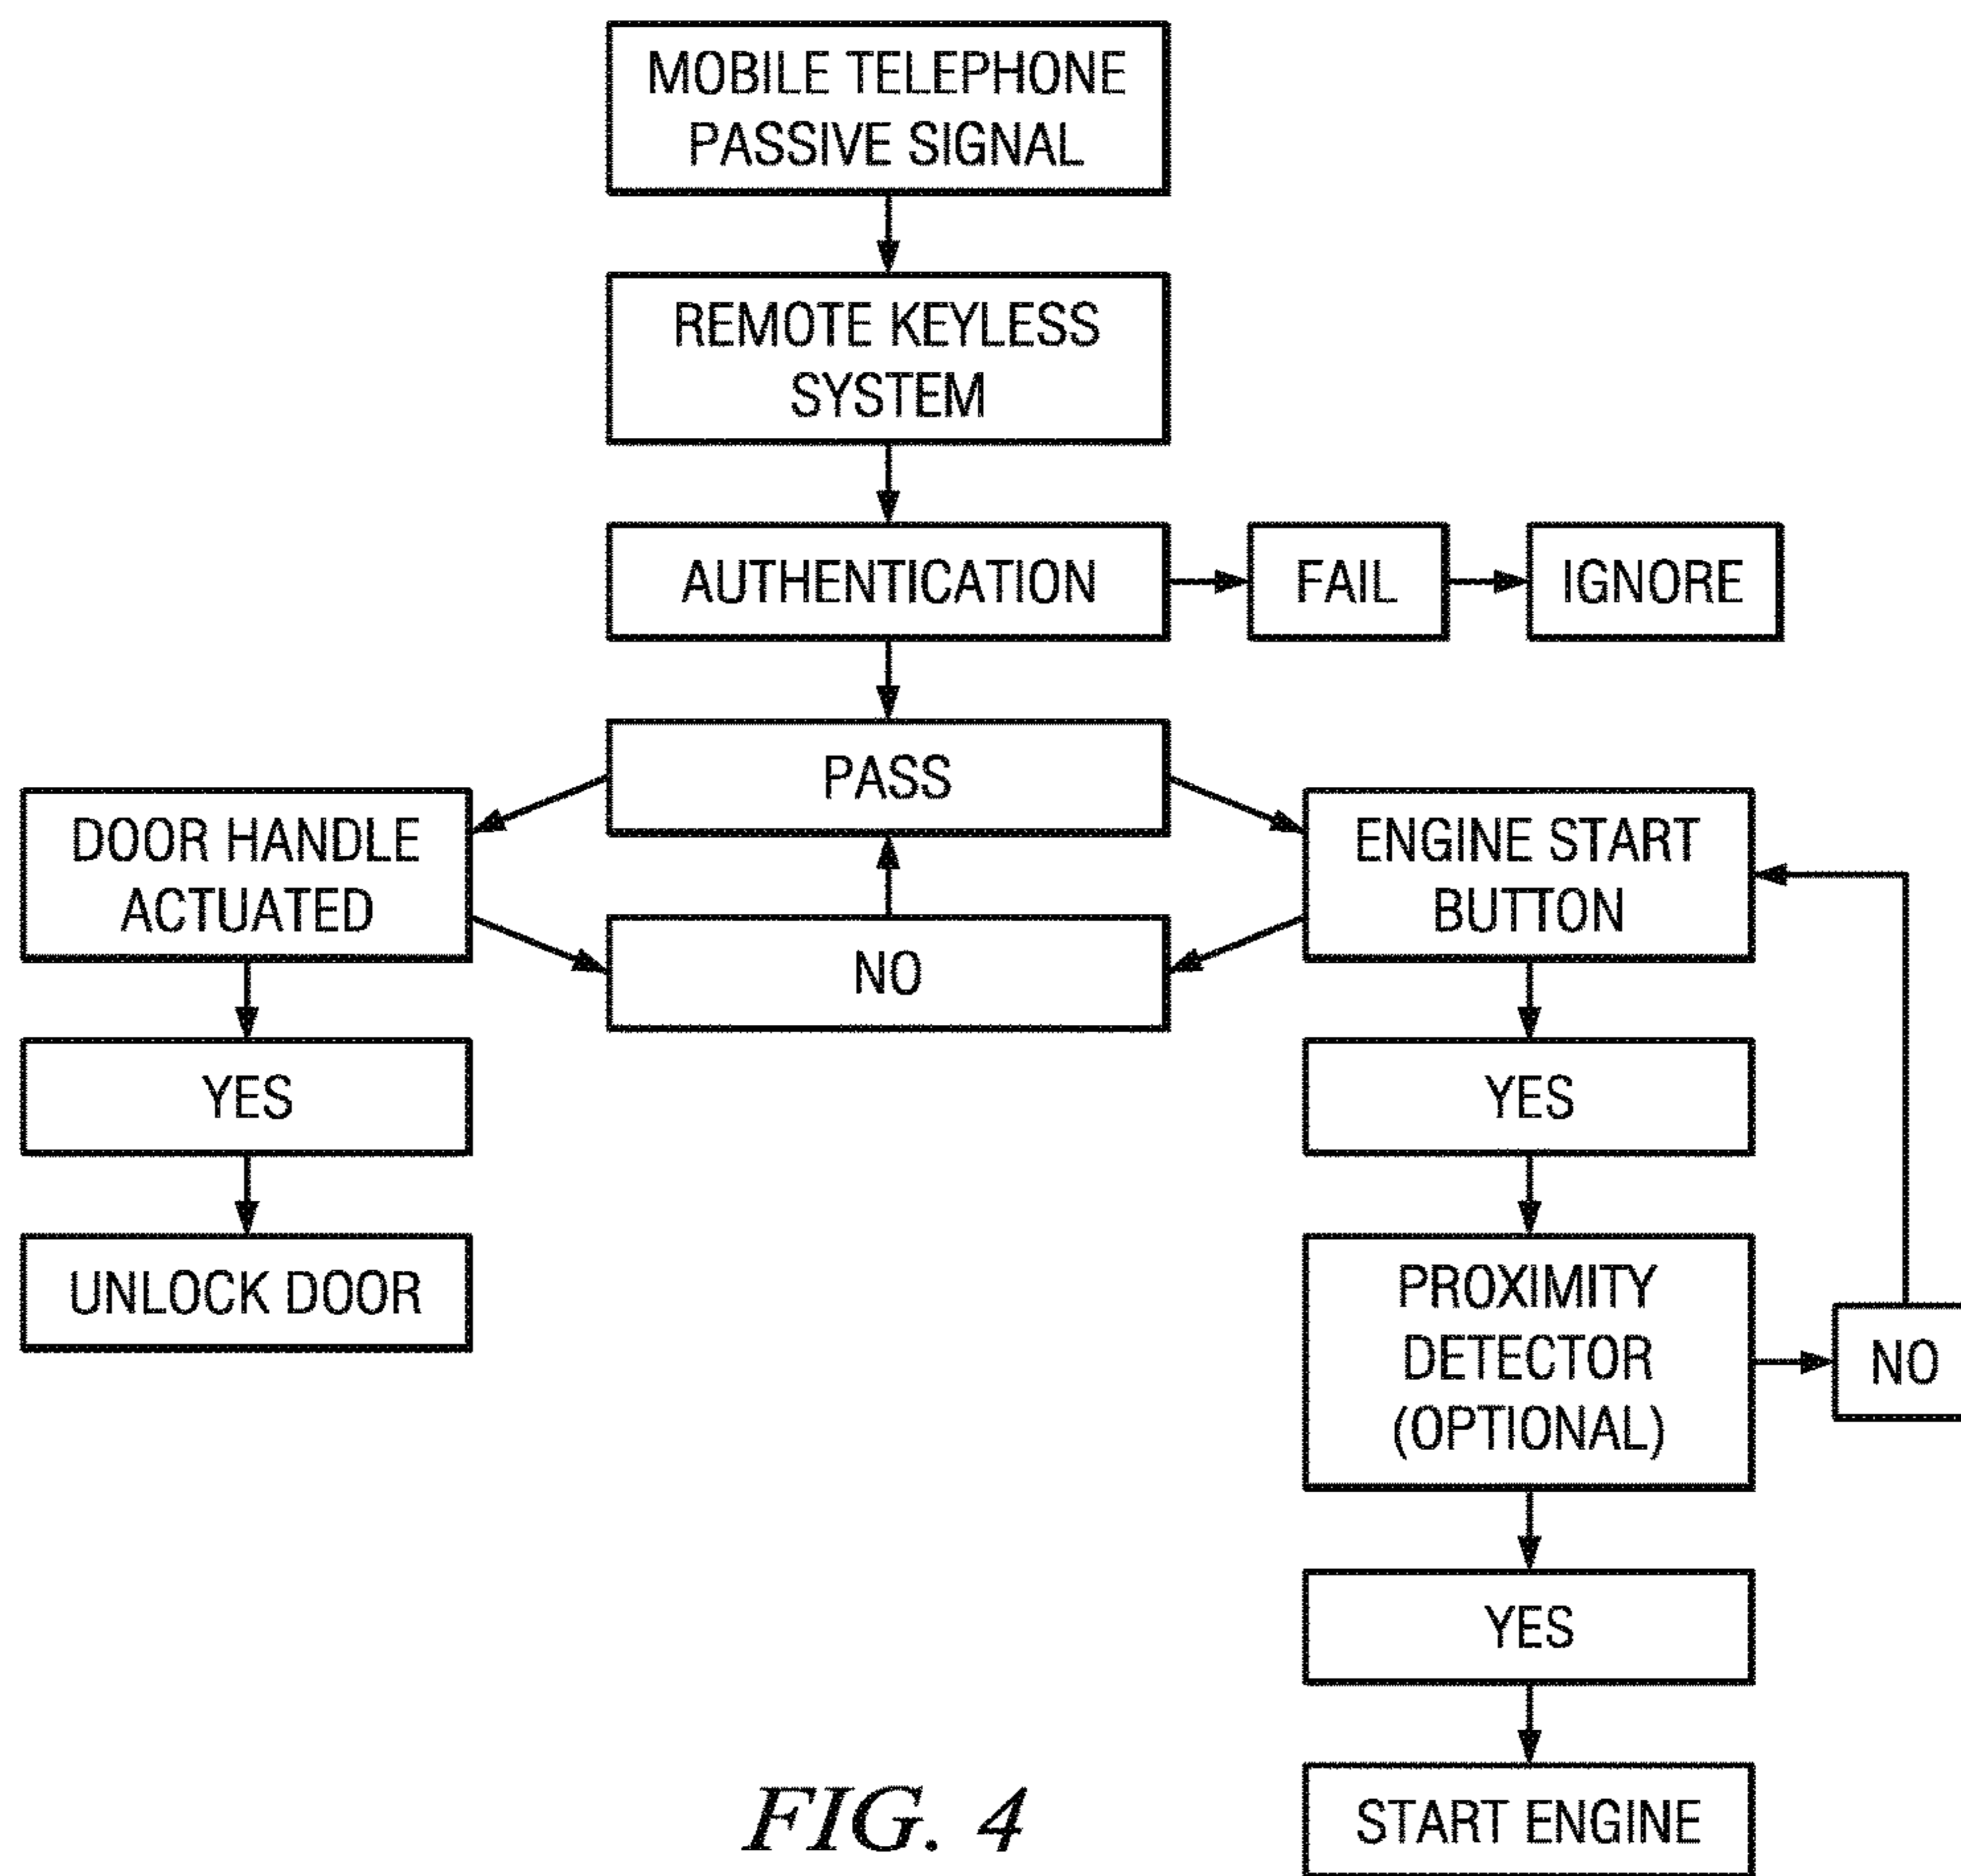 MOBILE TELEPHONE
PASSIVE SIGNAL
REMOTE KEYLESS
SYSTEM
AUTHENTICATION
FAIL
IGNORE
PASS
DOOR HANDLE
ACTUATED
ENGINE START
BUTTON
NO
YES
YES
UNLOCK DOOR
PROXIMITY
DETECTOR
(OPTIONAL)
NO
YES
START ENGINE
FIG. 4